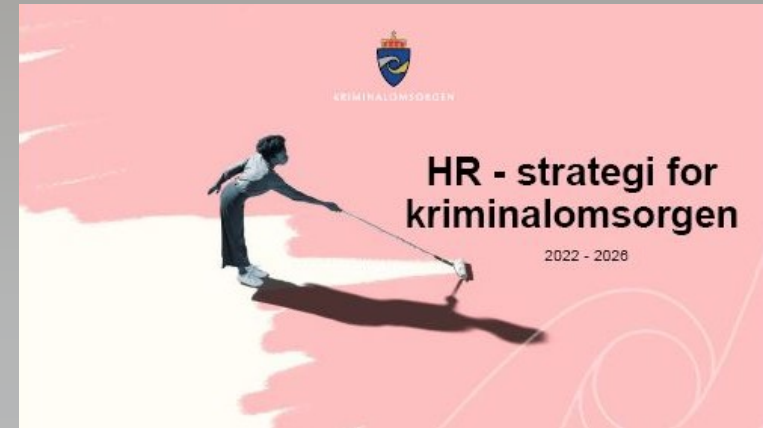 KRIMINALOMSORGEN
HR - strategi for
kriminalomsorgen
2022 - 2026